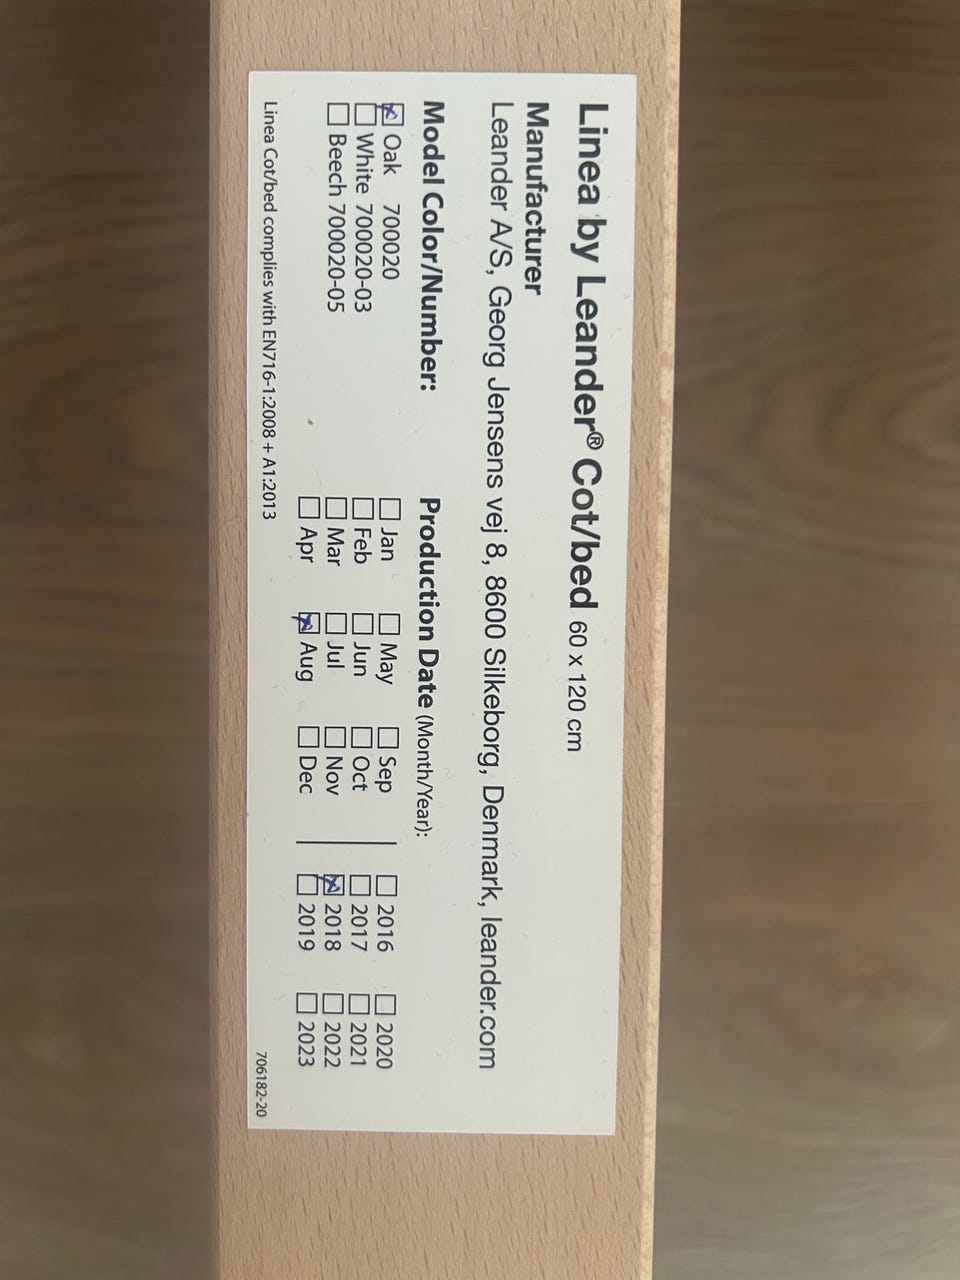 Linea by Leander® Cot/bed 60 x 120 cm
Manufacturer
Leander A/S, Georg Jensens vej 8, 8600 Silkeborg, Denmark, leander.com
Model Color/Number: Production Date (Month/Year):
☒ Oak 700020 ☐ Jan ☐ May ☐ Sep ☐ 2016 ☐ 2020
☐ White 700020-03 ☐ Feb ☐ Jun ☐ Oct ☐ 2017 ☐ 2021
☐ Beech 700020-05 ☐ Mar ☐ Jul ☐ Nov ☒ 2018 ☐ 2022
☐ Apr ☒ Aug ☐ Dec ☐ 2019 ☐ 2023
Linea Cot/bed complies with EN716-1:2008 + A1:2013 706182-20